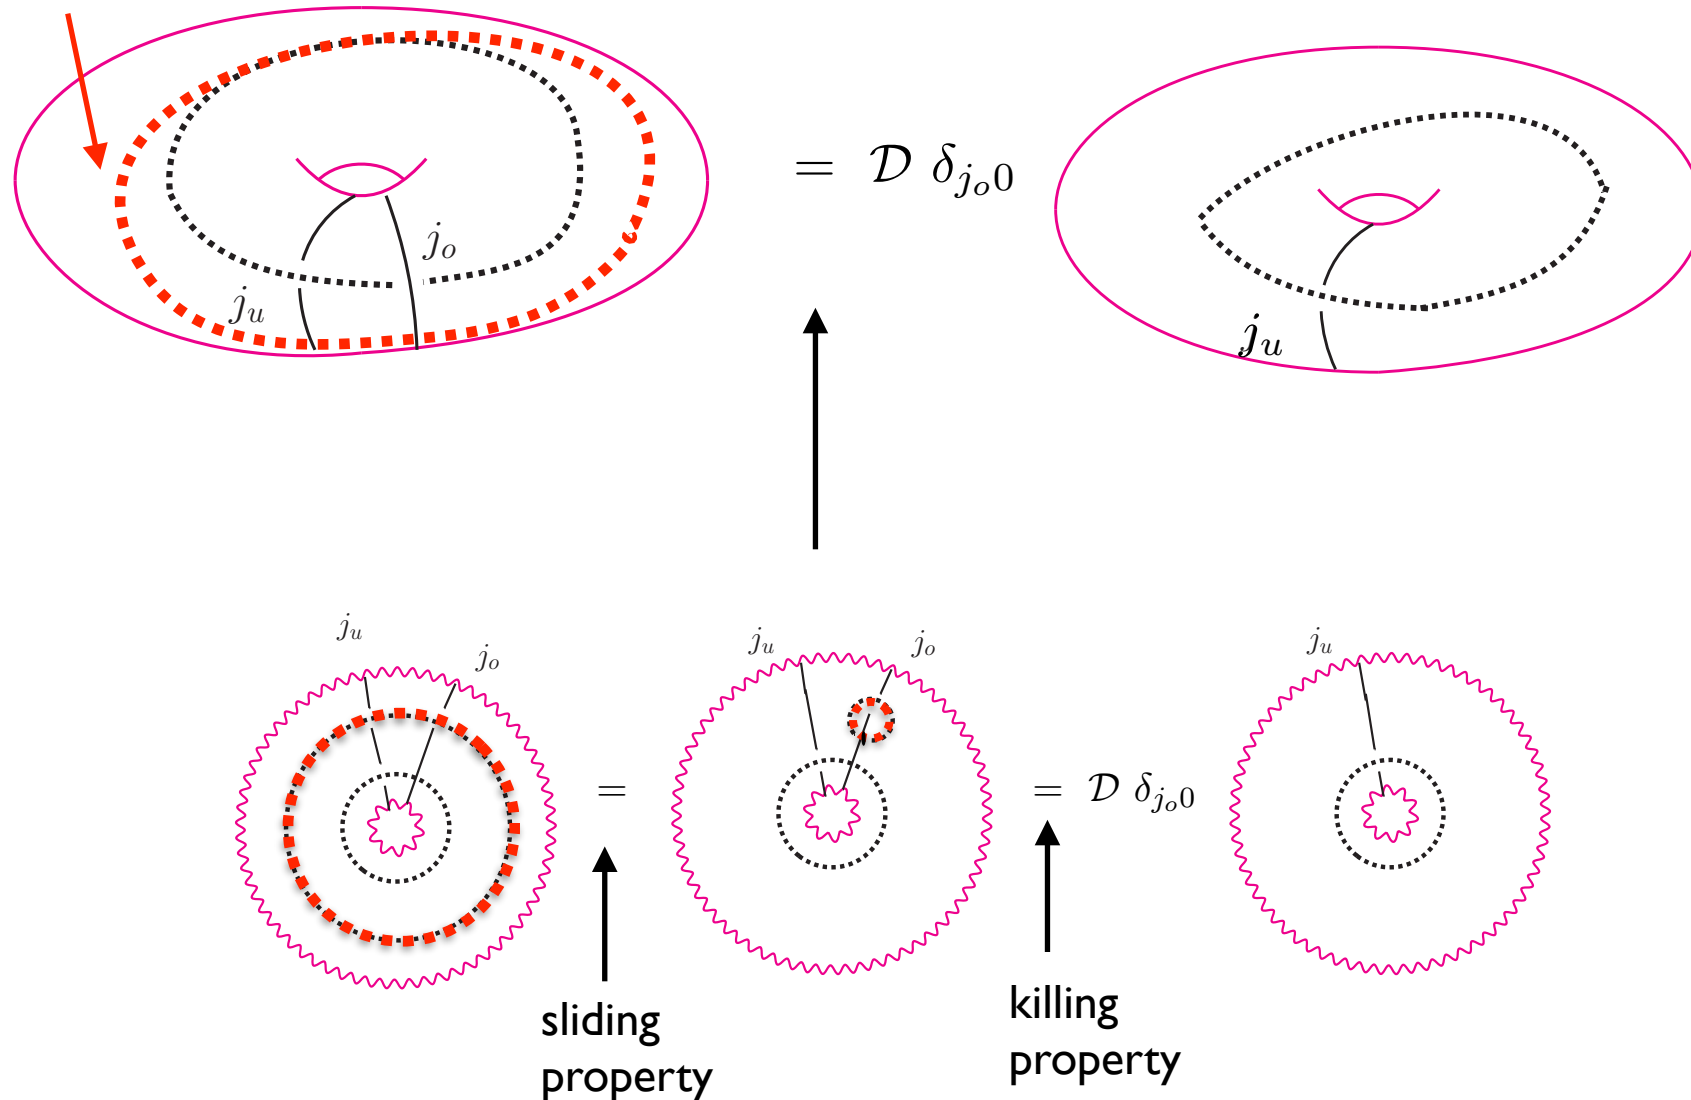 j_o
j_u
= 𝒟 δ_{j_o0}
j_u
j_u
j_o
=
j_u
j_o
= 𝒟 δ_{j_o0}
j_u
sliding
property
killing
property